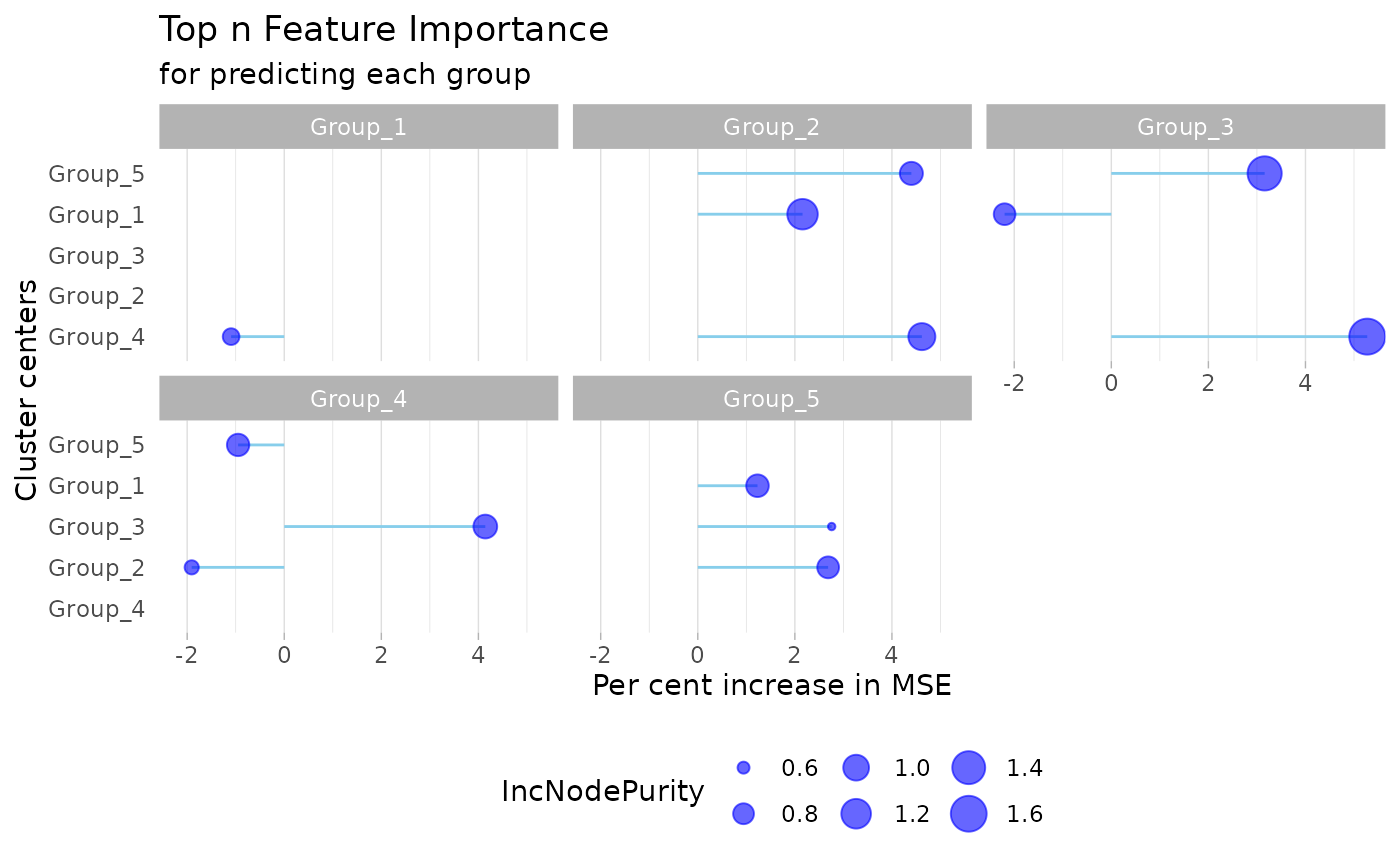 Top n Feature Importance
for predicting each group
Group_1 Group_2 Group_3
Group_5
Group_1
Group_3
Group_2
Group_4
-2 0 2 4
Group_4 Group_5
Cluster centers
Group_5
Group_1
Group_3
Group_2
Group_4
-2 0 2 4 -2 0 2 4
Per cent increase in MSE
IncNodePurity
0.6 1.0 1.4
0.8 1.2 1.6